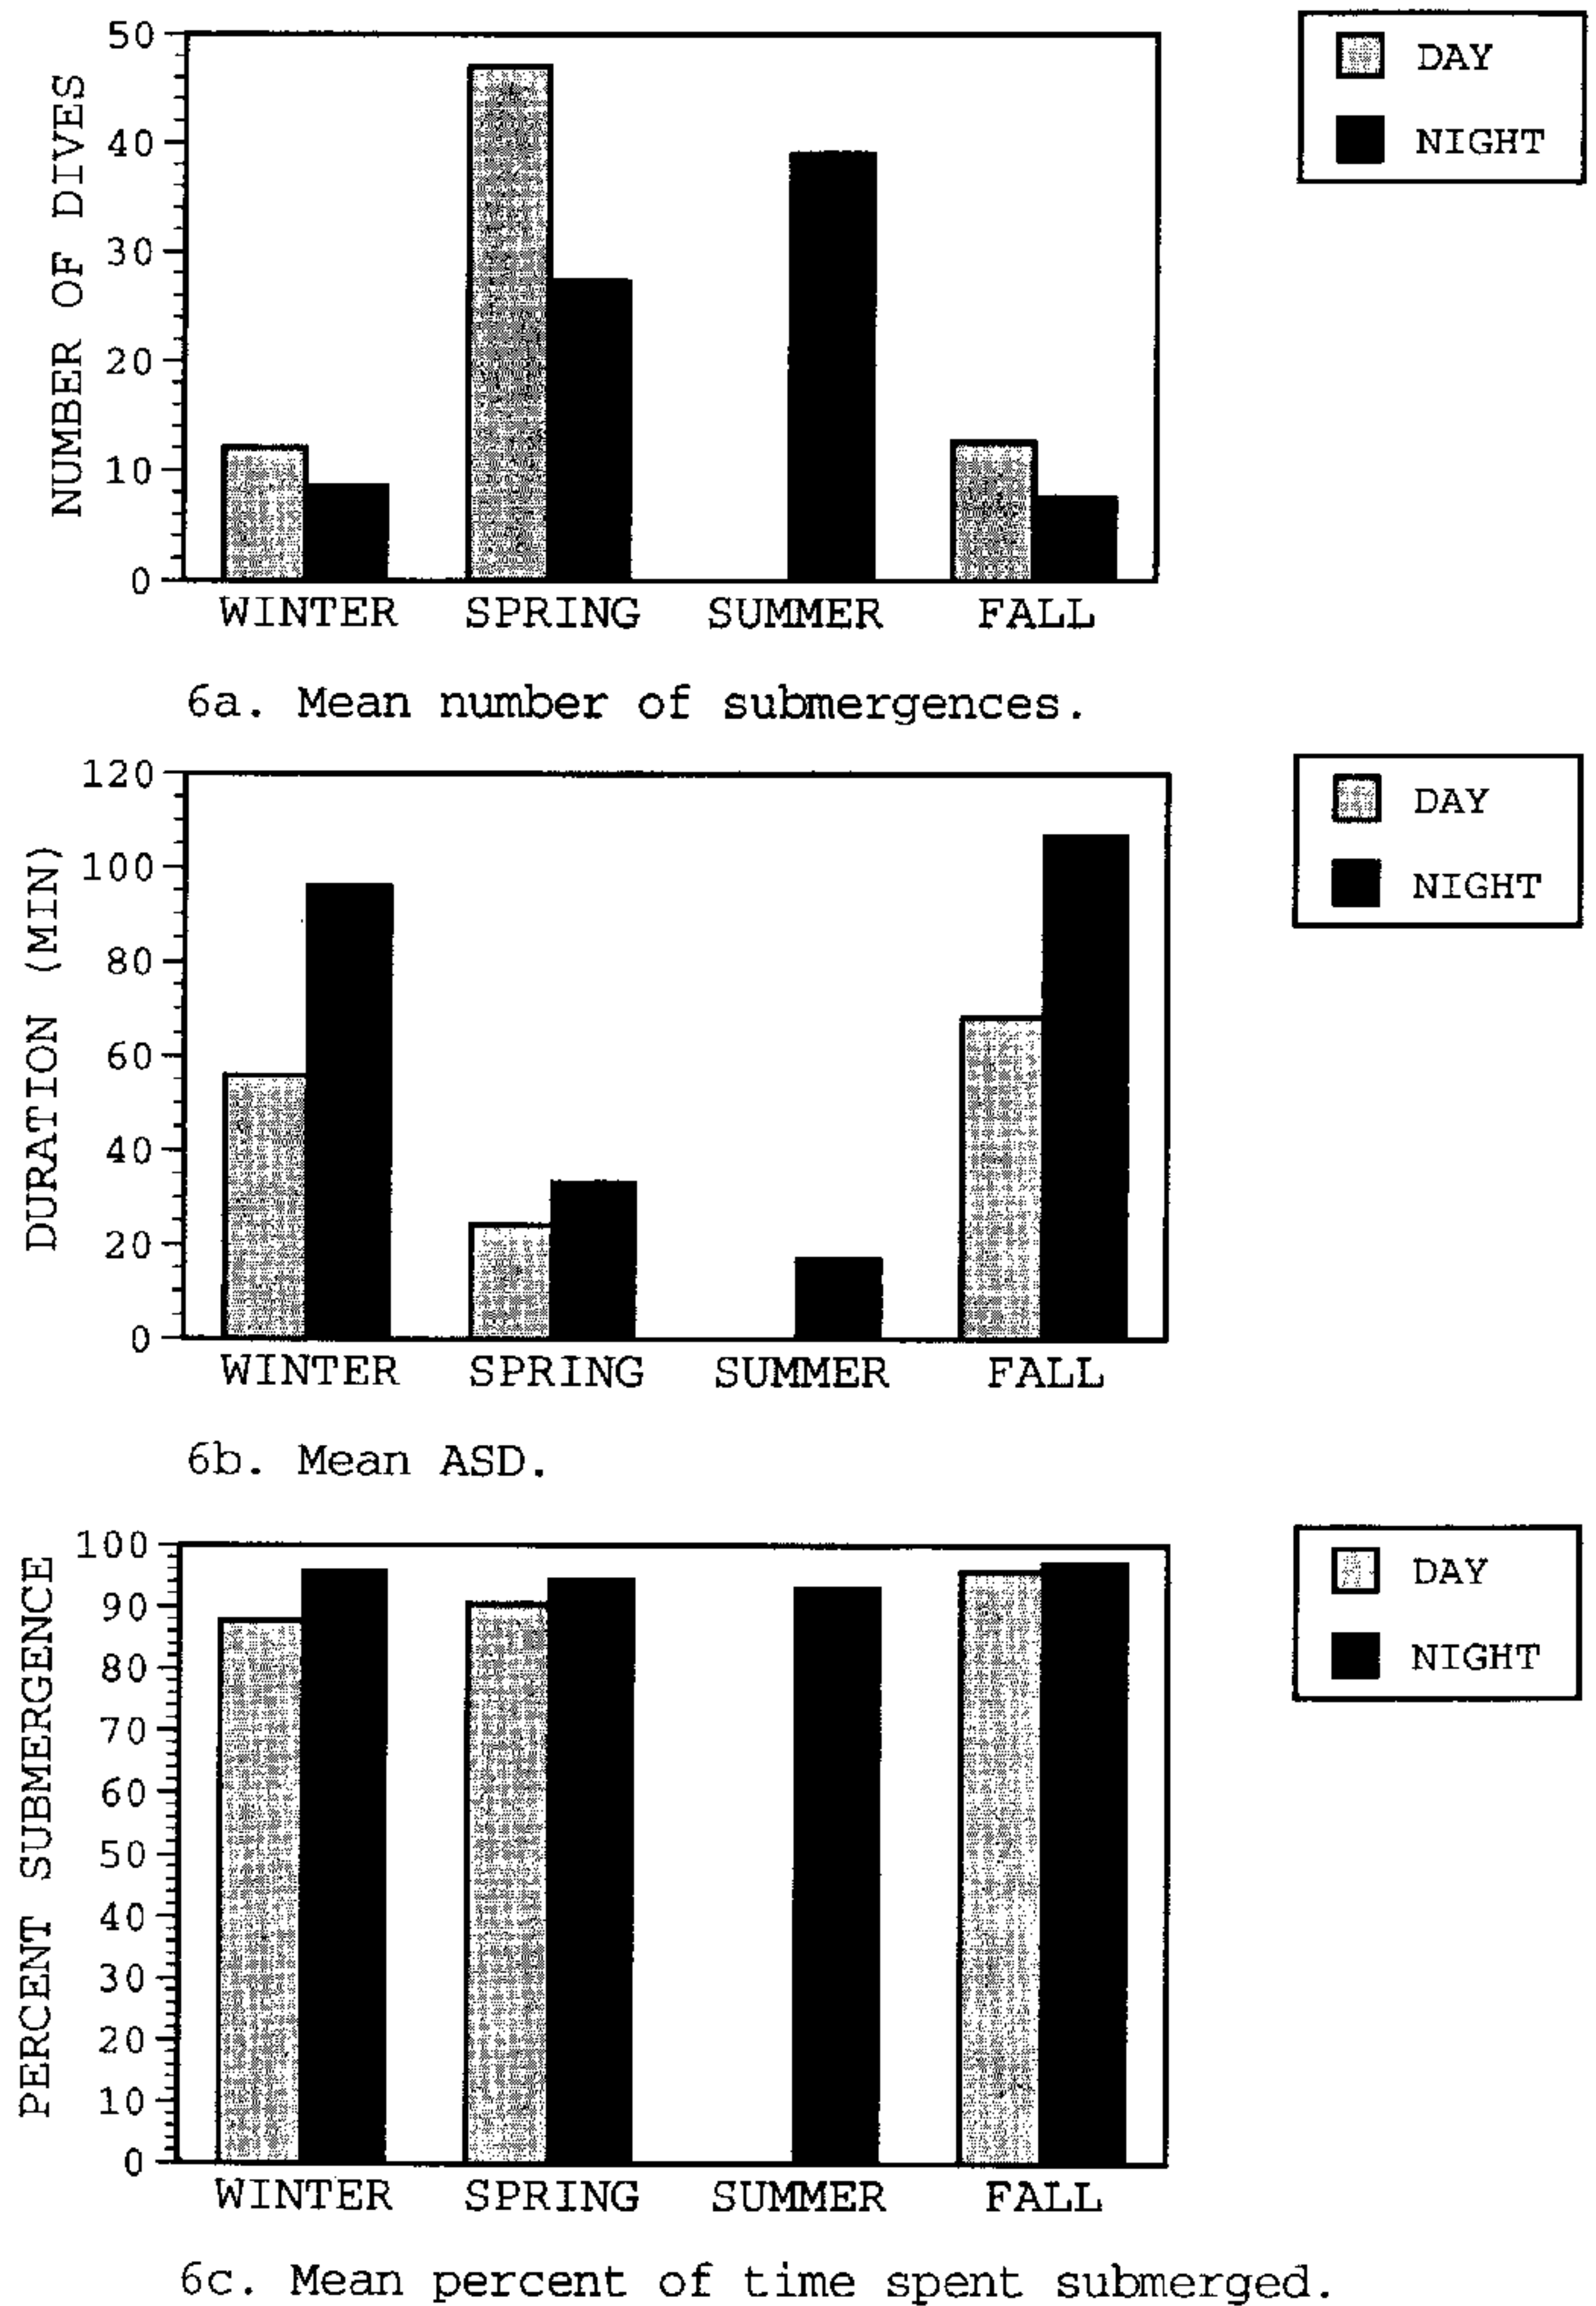 DAY
NIGHT
NUMBER OF DIVES
50
40
30
20
10
0
WINTER SPRING SUMMER FALL
6a. Mean number of submergences.
DAY
NIGHT
DURATION (MIN)
120
100
80
60
40
20
0
WINTER SPRING SUMMER FALL
6b. Mean ASD.
DAY
NIGHT
PERCENT SUBMERGENCE
100
90
80
70
60
50
40
30
20
10
0
WINTER SPRING SUMMER FALL
6c. Mean percent of time spent submerged.